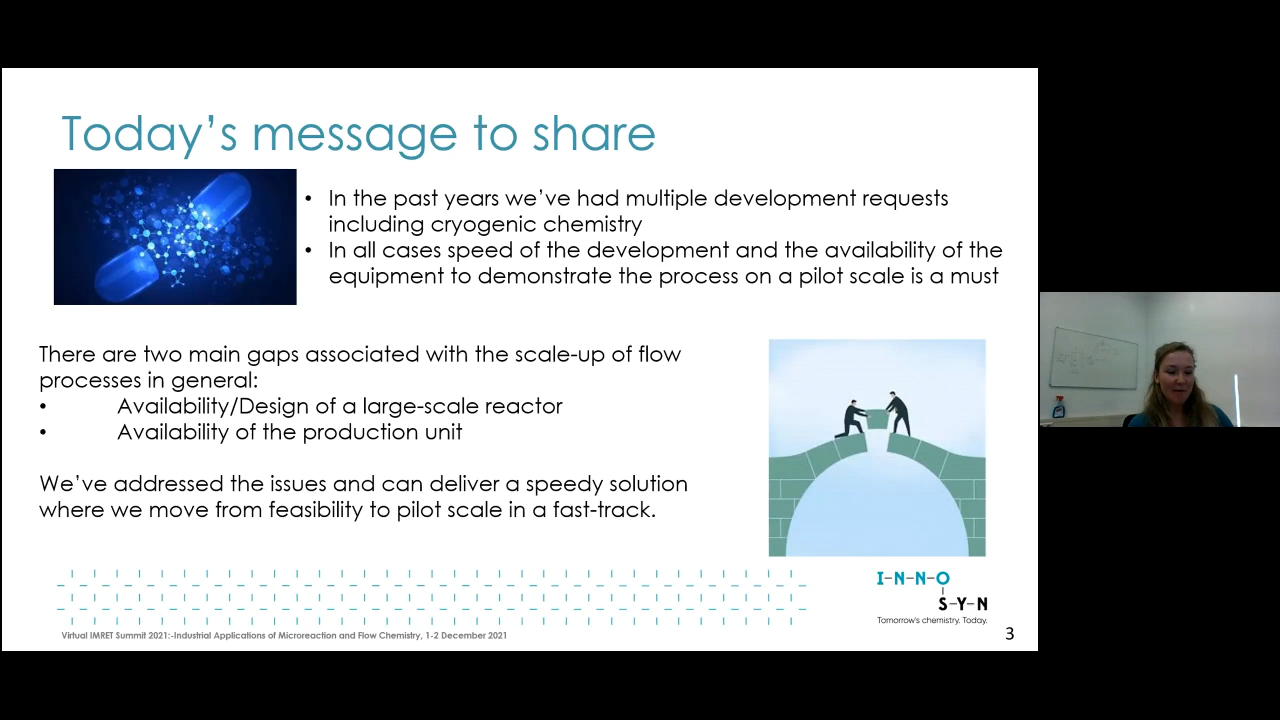 Today's message to share
• In the past years we've had multiple development requests
including cryogenic chemistry
• In all cases speed of the development and the availability of the
equipment to demonstrate the process on a pilot scale is a must
There are two main gaps associated with the scale-up of flow
processes in general:
• Availability/Design of a large-scale reactor
• Availability of the production unit
We've addressed the issues and can deliver a speedy solution
where we move from feasibility to pilot scale in a fast-track.
I-N-N-O
S-Y-N
Tomorrow's chemistry. Today.
Virtual IMRET Summit 2021:-Industrial Applications of Microreaction and Flow Chemistry, 1-2 December 2021
3